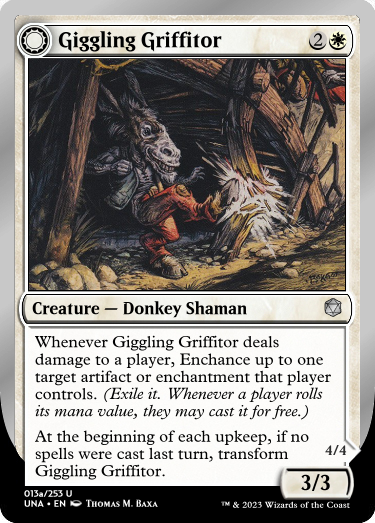 Giggling Griffitor 2
Creature — Donkey Shaman
Whenever Giggling Griffitor deals
damage to a player, Enchance up to one
target artifact or enchantment that player
controls. (Exile it. Whenever a player rolls
its mana value, they may cast it for free.)
At the beginning of each upkeep, if no
spells were cast last turn, transform
Giggling Griffitor.
4/4
3/3
013a/253 U
UNA • EN Thomas M. Baxa
™ & 2023 Wizards of the Coast